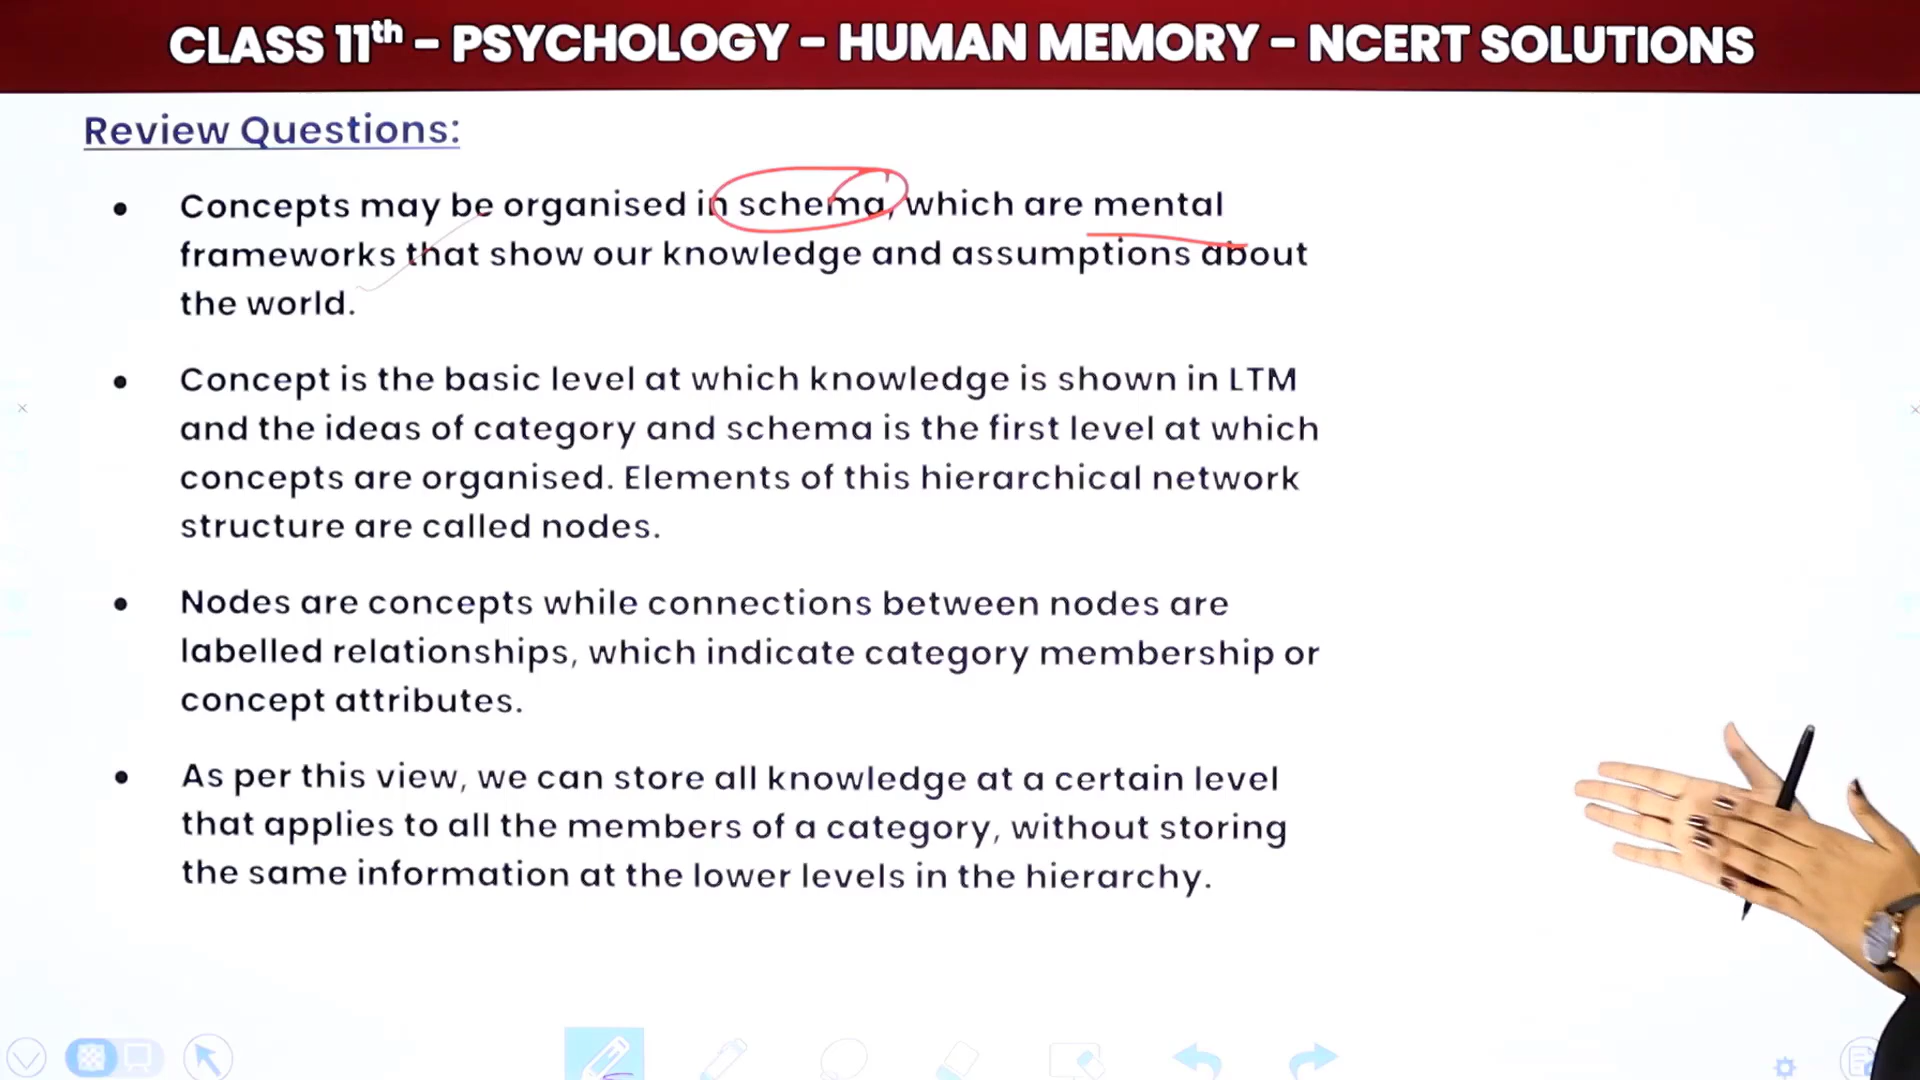 CLASS 11th - PSYCHOLOGY - HUMAN MEMORY - NCERT SOLUTIONS
Review Questions:
• Concepts may be organised in schema, which are mental
frameworks that show our knowledge and assumptions about
the world.
• Concept is the basic level at which knowledge is shown in LTM
and the ideas of category and schema is the first level at which
concepts are organised. Elements of this hierarchical network
structure are called nodes.
• Nodes are concepts while connections between nodes are
labelled relationships, which indicate category membership or
concept attributes.
• As per this view, we can store all knowledge at a certain level
that applies to all the members of a category, without storing
the same information at the lower levels in the hierarchy.